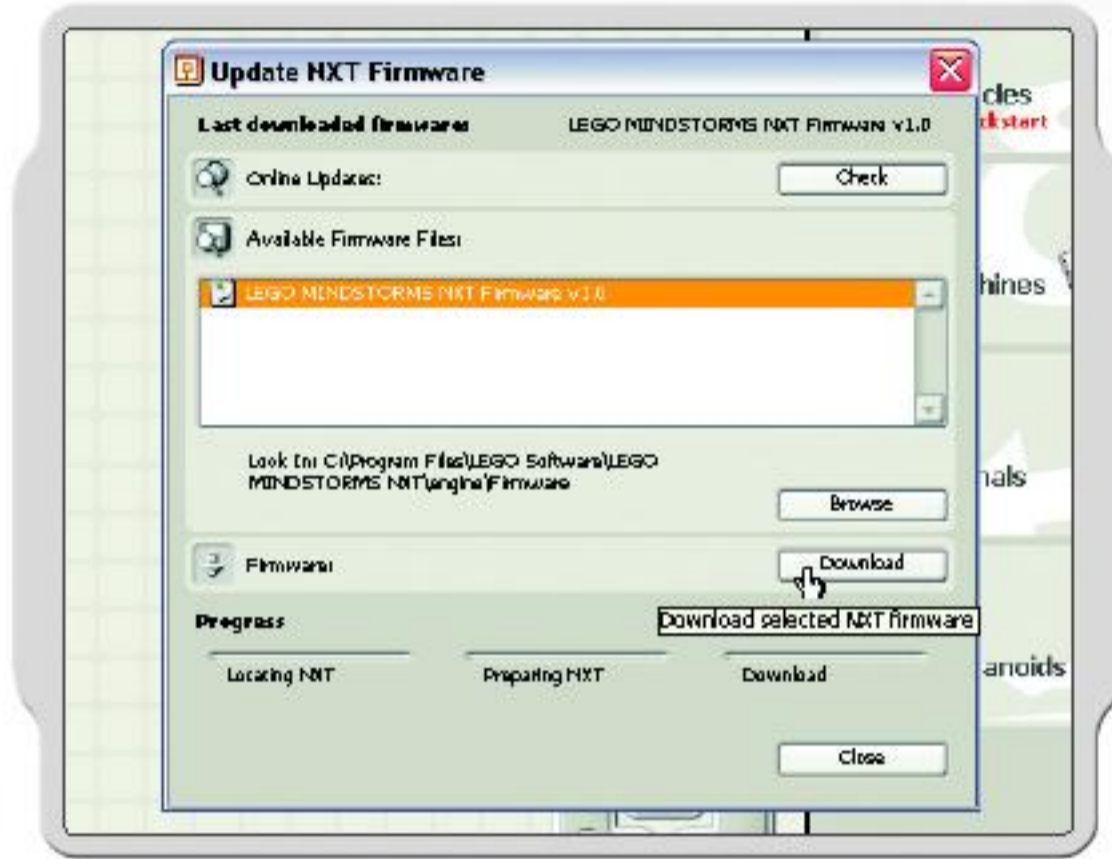 Update NXT Firmware
Last downloaded firmware: LEGO MINDSTORMS NXT Firmware v1.0
Online Updates: Check
Available Firmware Files:
LEGO MINDSTORMS NXT Firmware v1.0
Look In: C:\Program Files\LEGO Software\LEGO
MINDSTORMS NXT\engine\Firmware
Browse
Firmware: Download
Download selected NXT firmware
Progress
Locating NXT Preparing NXT Download
Close
cles
ckstart
hines
nals
anoids